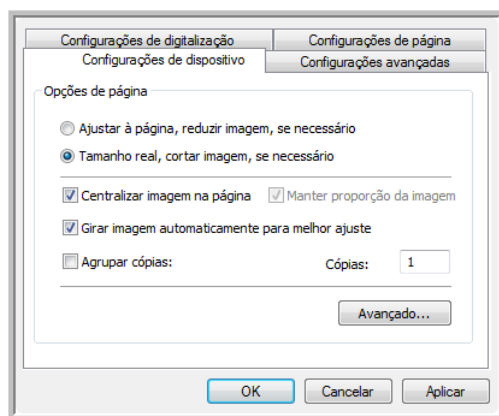 Configurações de digitalização Configurações de página
Configurações de dispositivo Configurações avançadas
Opções de página
Ajustar à página, reduzir imagem, se necessário
Tamanho real, cortar imagem, se necessário
Centralizar imagem na página Manter proporção da imagem
Girar imagem automaticamente para melhor ajuste
Agrupar cópias: Cópias: 1
Avançado...
OK Cancelar Aplicar